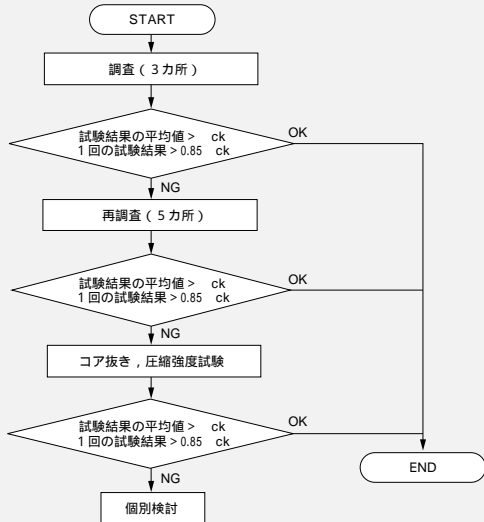 START
調査（３カ所）
試験結果の平均値＞ ck
１回の試験結果＞0.85 ck
OK
NG
再調査（５カ所）
試験結果の平均値＞ ck
１回の試験結果＞0.85 ck
OK
NG
コア抜き，圧縮強度試験
試験結果の平均値＞ ck
１回の試験結果＞0.85 ck
OK
NG
END
個別検討